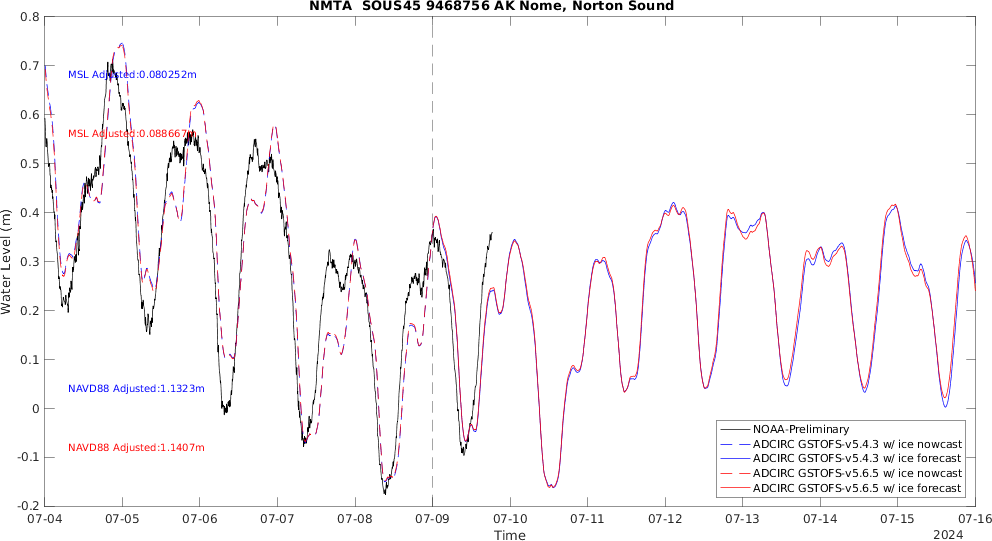 NMTA SOUS45 9468756 AK Nome, Norton Sound
0.8
0.7
0.6
0.5
0.4
0.3
0.2
0.1
0
-0.1
-0.2
Water Level (m)
MSL Adjusted:0.080252m
MSL Adjusted:0.088667m
NAVD88 Adjusted:1.1323m
NAVD88 Adjusted:1.1407m
NOAA-Preliminary
ADCIRC GSTOFS-v5.4.3 w/ ice nowcast
ADCIRC GSTOFS-v5.4.3 w/ ice forecast
ADCIRC GSTOFS-v5.6.5 w/ ice nowcast
ADCIRC GSTOFS-v5.6.5 w/ ice forecast
07-04 07-05 07-06 07-07 07-08 07-09 07-10 07-11 07-12 07-13 07-14 07-15 07-16
Time
2024